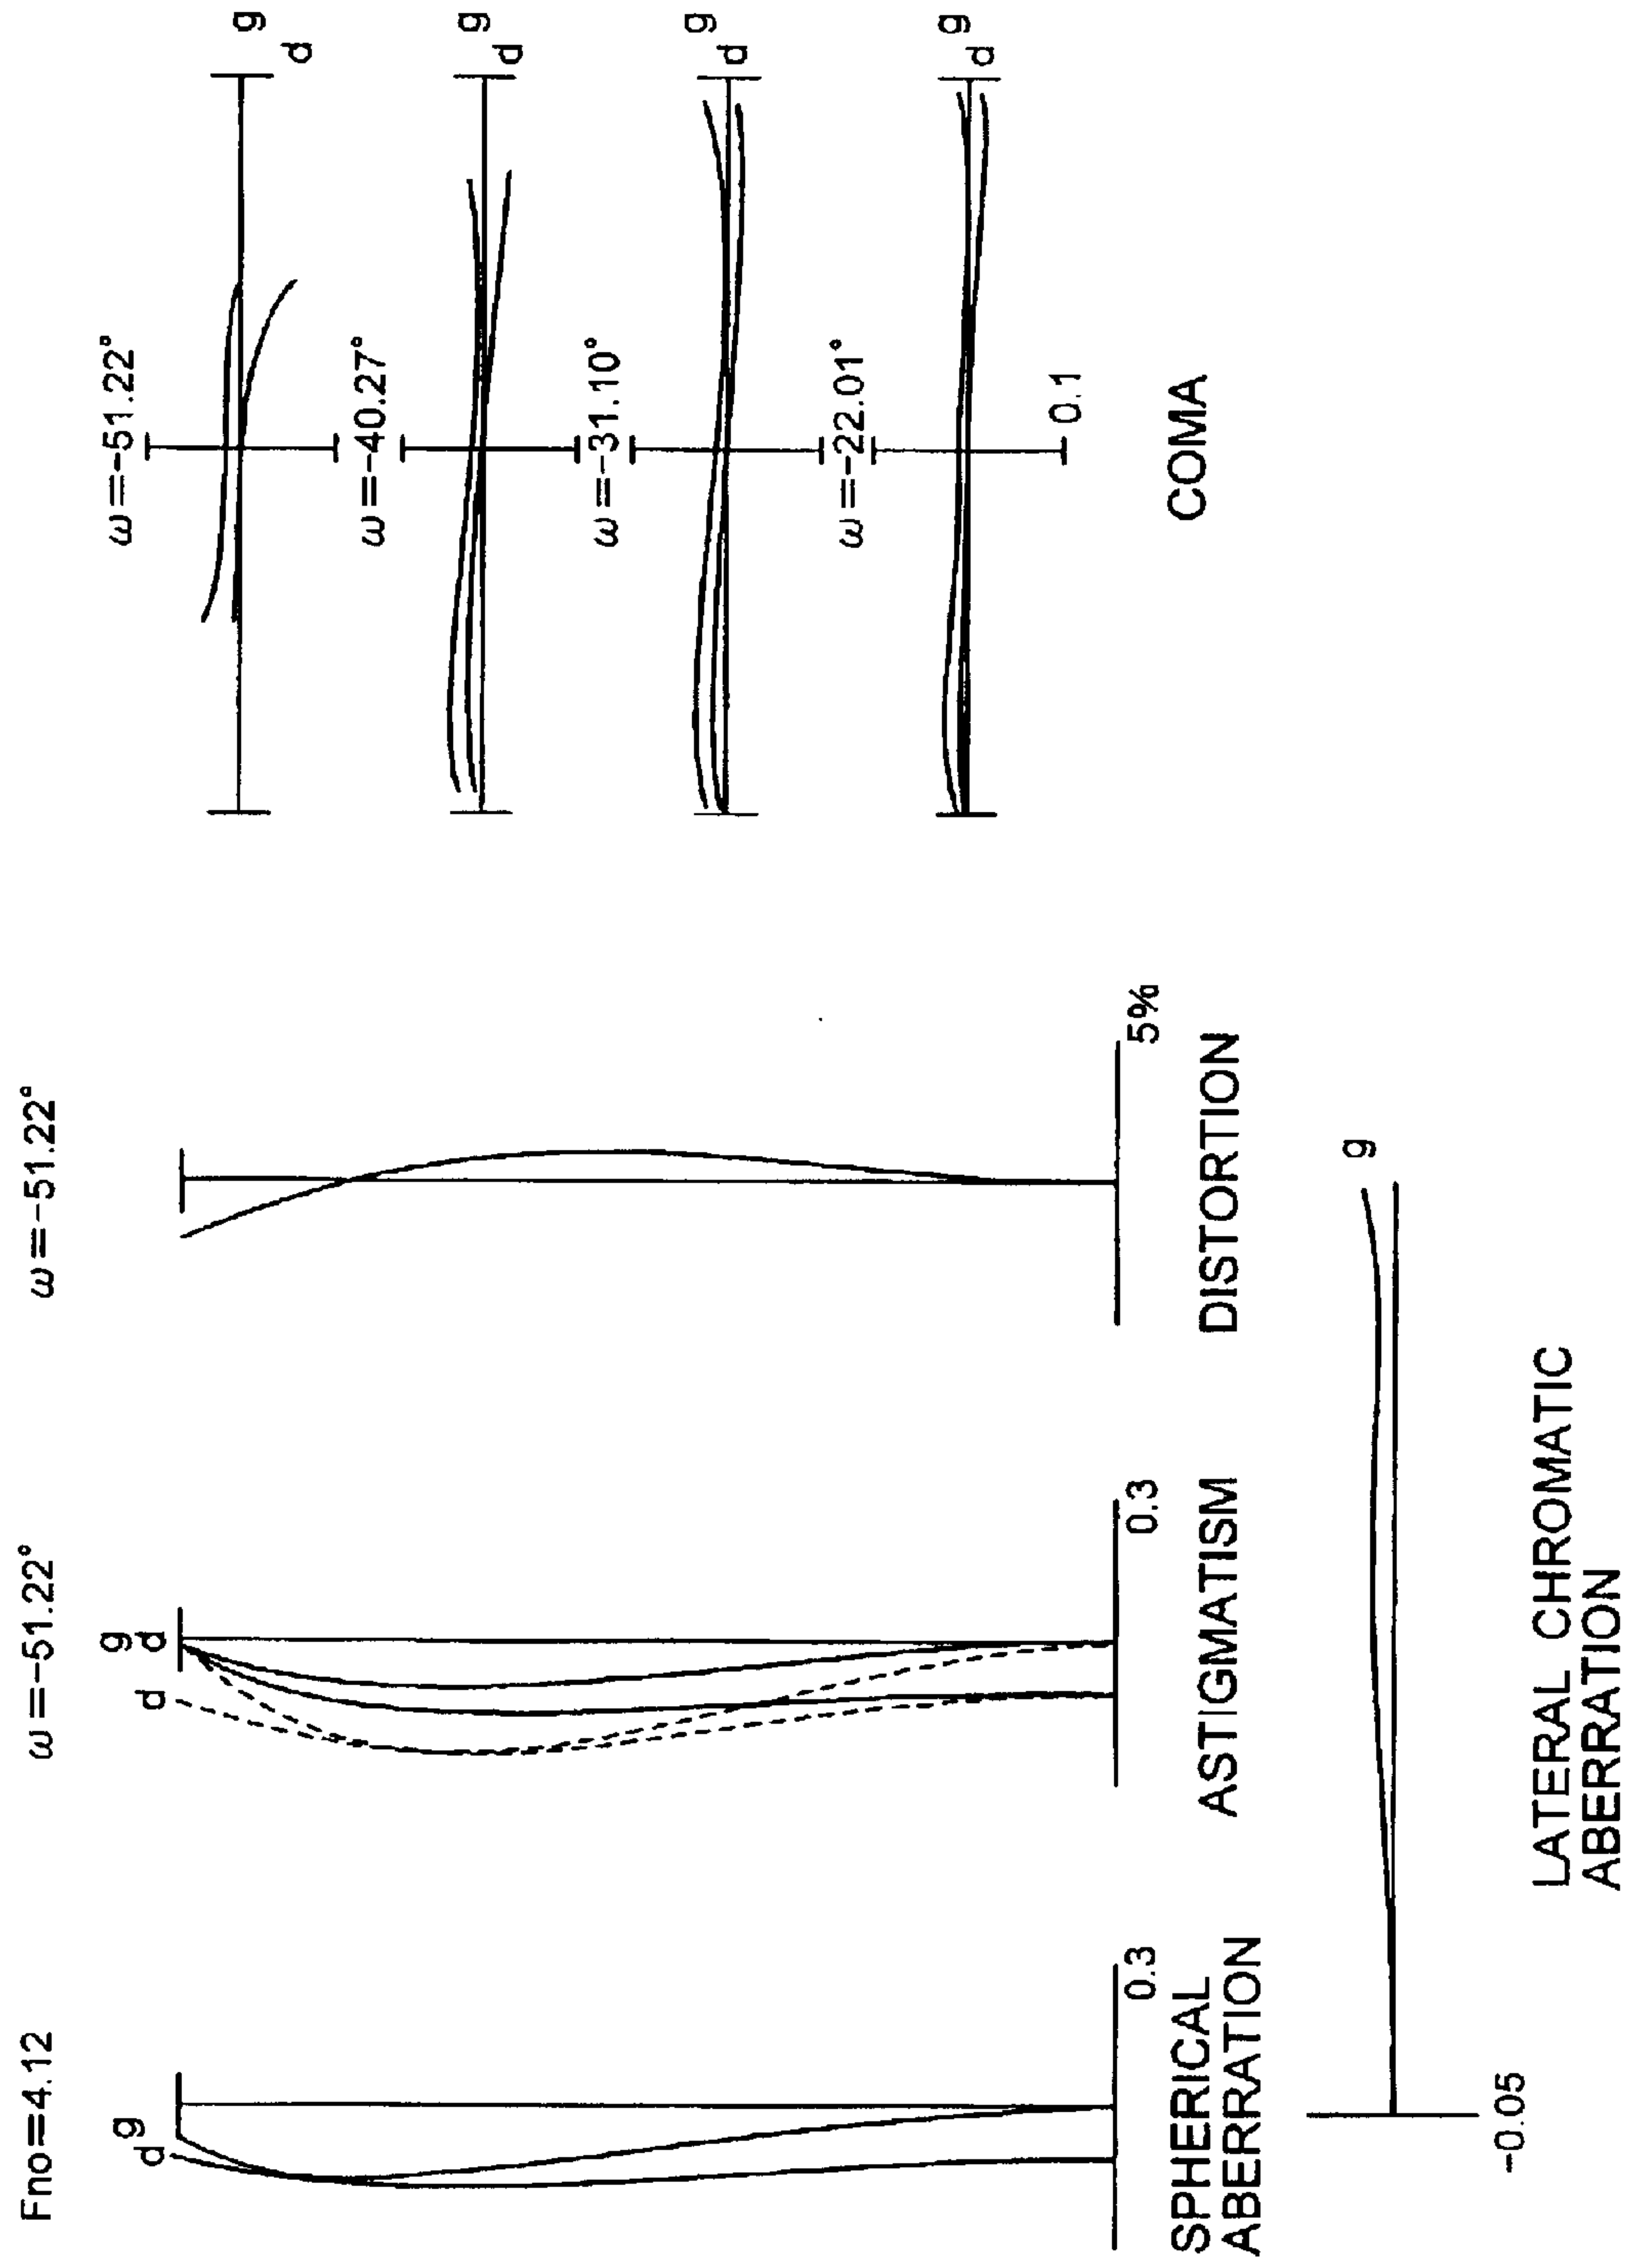 Fno=4.12
d
g
0.3
SPHERICAL
ABERRATION
ω=-51.22°
d
g
d
0.3
ASTIGMATISM
ω=-51.22°
5%
DISTORTION
ω=-51.22°
g
d
ω=-40.27°
g
d
ω=-31.10°
g
d
ω=-22.01°
g
d
0.1
COMA
-0.05
g
LATERAL CHROMATIC
ABERRATION